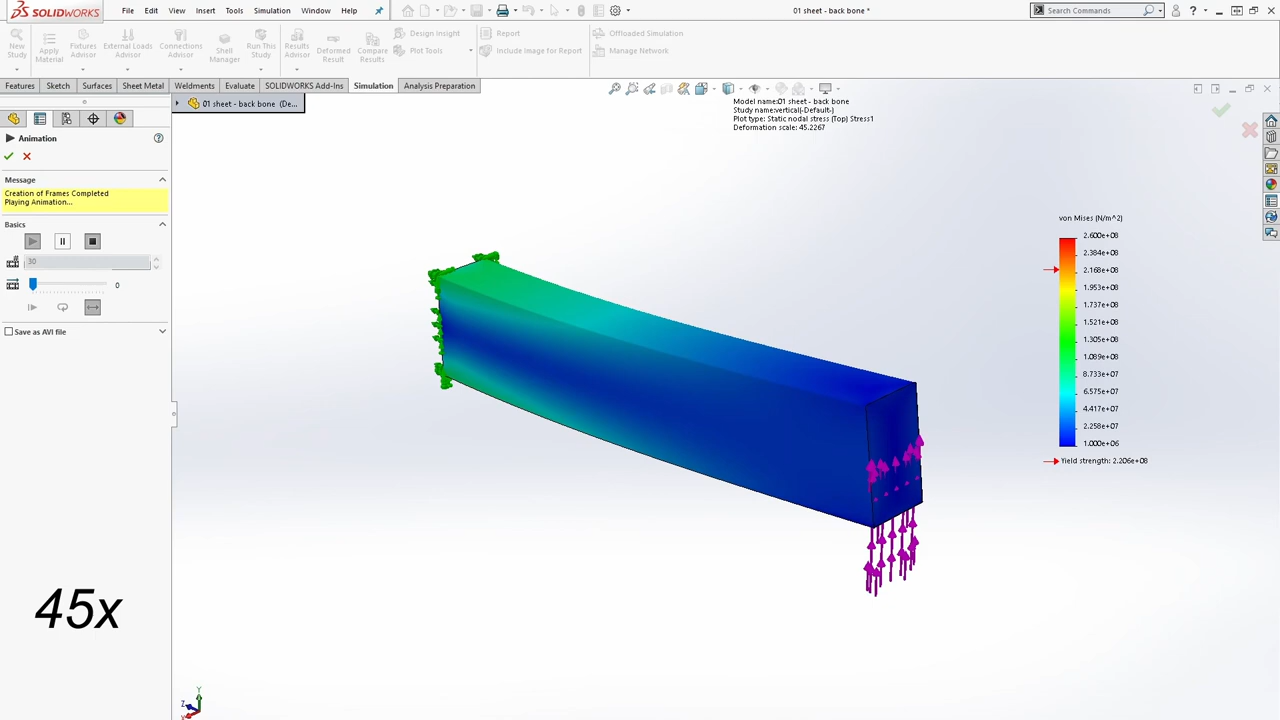 SOLIDWORKS
File Edit View Insert Tools Simulation Window Help
01 sheet - back bone *
Search Commands
New Study
Apply Material
Fixtures Advisor
External Loads Advisor
Connections Advisor
Shell Manager
Run This Study
Results Advisor
Deformed Result
Compare Results
Design Insight
Plot Tools
Report
Include Image for Report
Offloaded Simulation
Manage Network
Features Sketch Surfaces Sheet Metal Weldments Evaluate SOLIDWORKS Add-Ins Simulation Analysis Preparation
01 sheet - back bone (De...
Model name:01 sheet - back bone
Study name:vertical(-Default-)
Plot type: Static nodal stress (Top) Stress1
Deformation scale: 45.2267
Animation
Message
Creation of Frames Completed
Playing Animation...
Basics
30
0
Save as AVI file
von Mises (N/m^2)
2.600e+08
2.384e+08
2.168e+08
1.953e+08
1.737e+08
1.521e+08
1.305e+08
1.089e+08
8.733e+07
6.575e+07
4.417e+07
2.258e+07
1.000e+06
Yield strength: 2.206e+08
45x
Y
Z
X